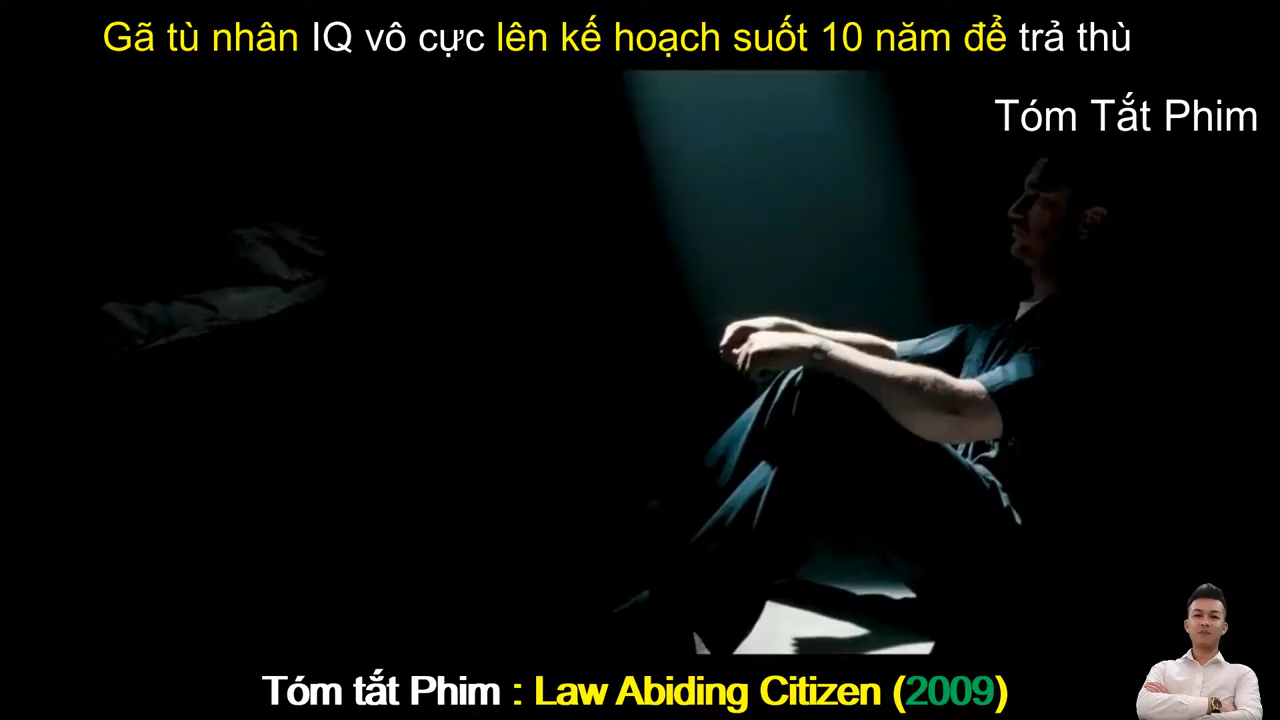 Gã tù nhân IQ vô cực lên kế hoạch suốt 10 năm để trả thù
Tóm Tắt Phim
Tóm tắt Phim : Law Abiding Citizen (2009)